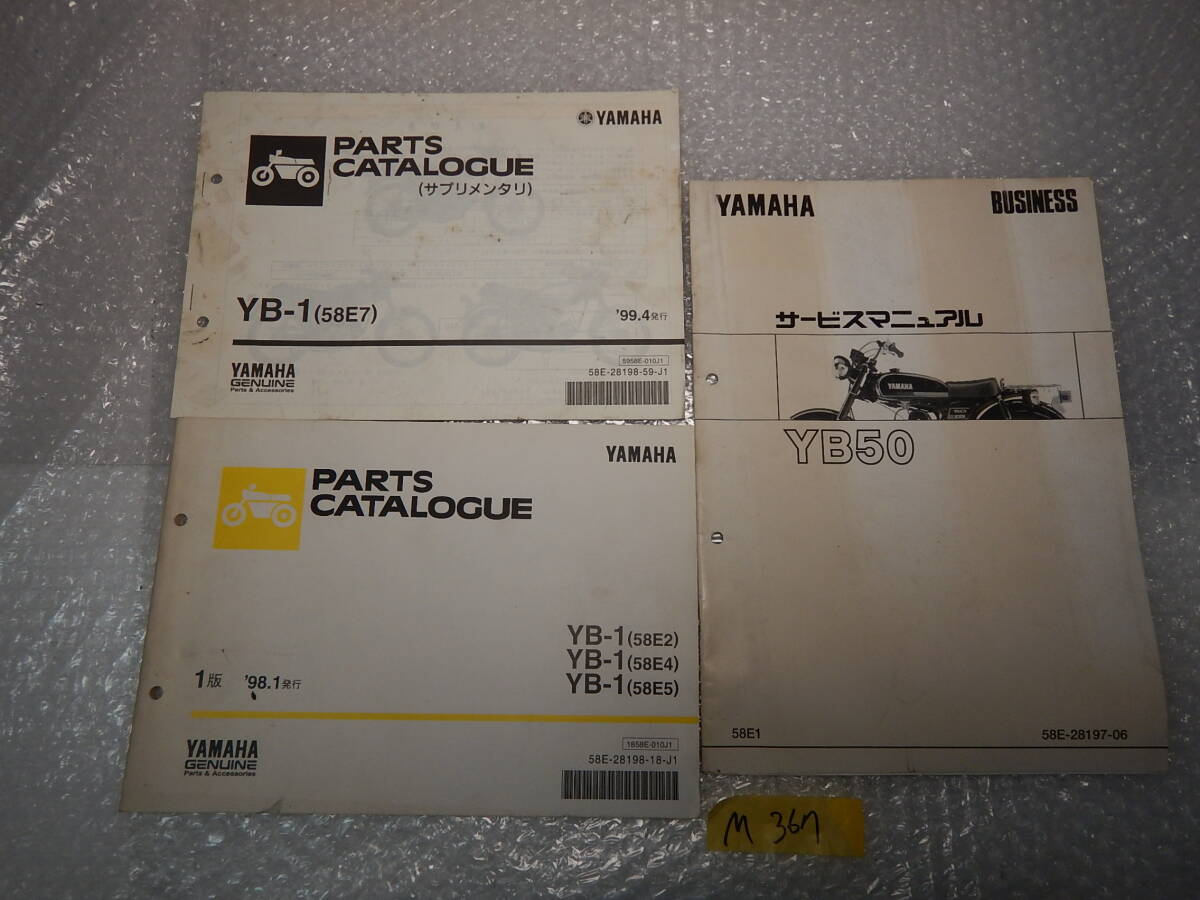 YAMAHA
PARTS
CATALOGUE
(サプリメンタリ)
YB-1(58E7)
'99.4発行
YAMAHA
GENUINE
Parts & Accessories
5958E-010J1
58E-28198-59-J1
YAMAHA
PARTS
CATALOGUE
YB-1(58E2)
YB-1(58E4)
YB-1(58E5)
1版 '98.1発行
YAMAHA
GENUINE
Parts & Accessories
1858E-010J1
58E-28198-18-J1
YAMAHA BUSINESS
サービスマニュアル
YAMAHA
YB50
58E1 58E-28197-06
M 367